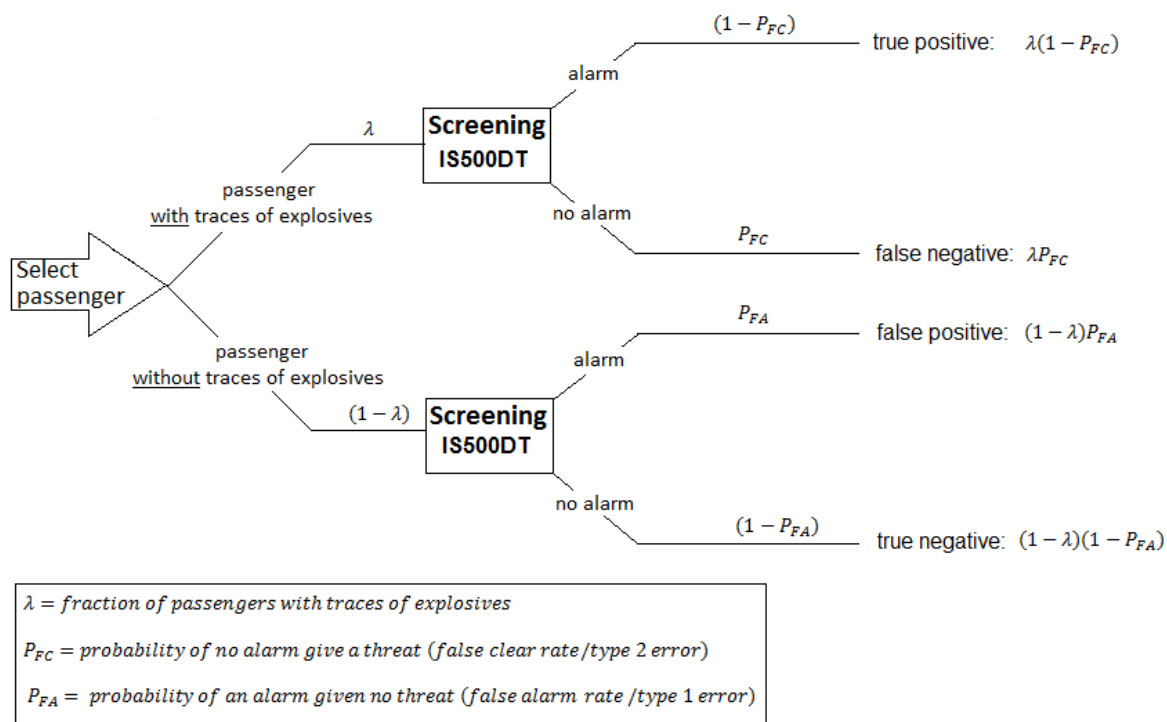 (1 − P_FC)
true positive: λ(1 − P_FC)
alarm
λ
Screening
IS500DT
passenger
with traces of explosives
no alarm
P_FC
false negative: λP_FC
Select
passenger
P_FA
false positive: (1 − λ)P_FA
passenger
without traces of explosives
alarm
(1 − λ)
Screening
IS500DT
no alarm
(1 − P_FA)
true negative: (1 − λ)(1 − P_FA)
λ = fraction of passengers with traces of explosives
P_FC = probability of no alarm give a threat (false clear rate/type 2 error)
P_FA = probability of an alarm given no threat (false alarm rate /type 1 error)